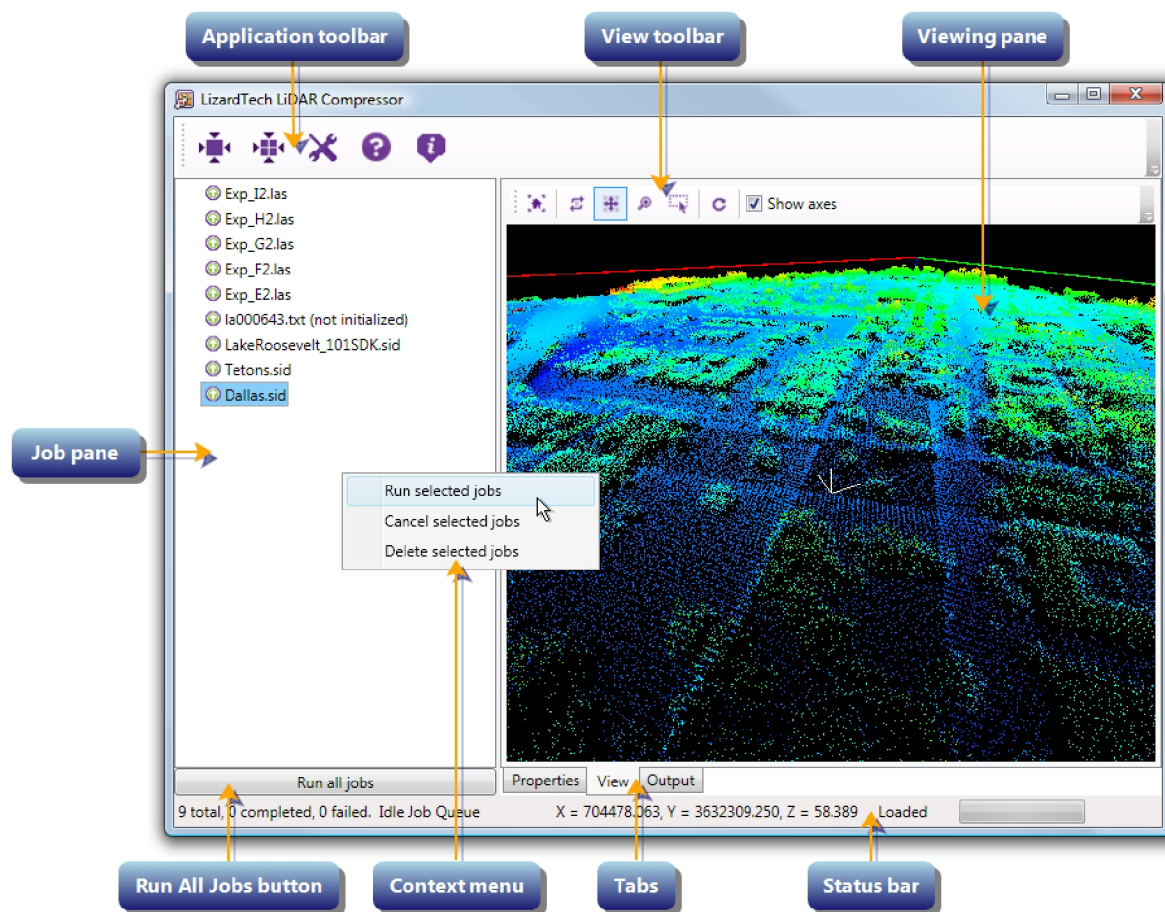 Application toolbar
View toolbar
Viewing pane
LizardTech LiDAR Compressor
Exp_I2.las
Exp_H2.las
Exp_G2.las
Exp_F2.las
Exp_E2.las
la000643.txt (not initialized)
LakeRoosevelt_101SDK.sid
Tetons.sid
Dallas.sid
Show axes
Job pane
Run selected jobs
Cancel selected jobs
Delete selected jobs
Run all jobs
Properties
View
Output
9 total, 0 completed, 0 failed. Idle Job Queue
X = 704478.063, Y = 3632309.250, Z = 58.389
Loaded
Run All Jobs button
Context menu
Tabs
Status bar